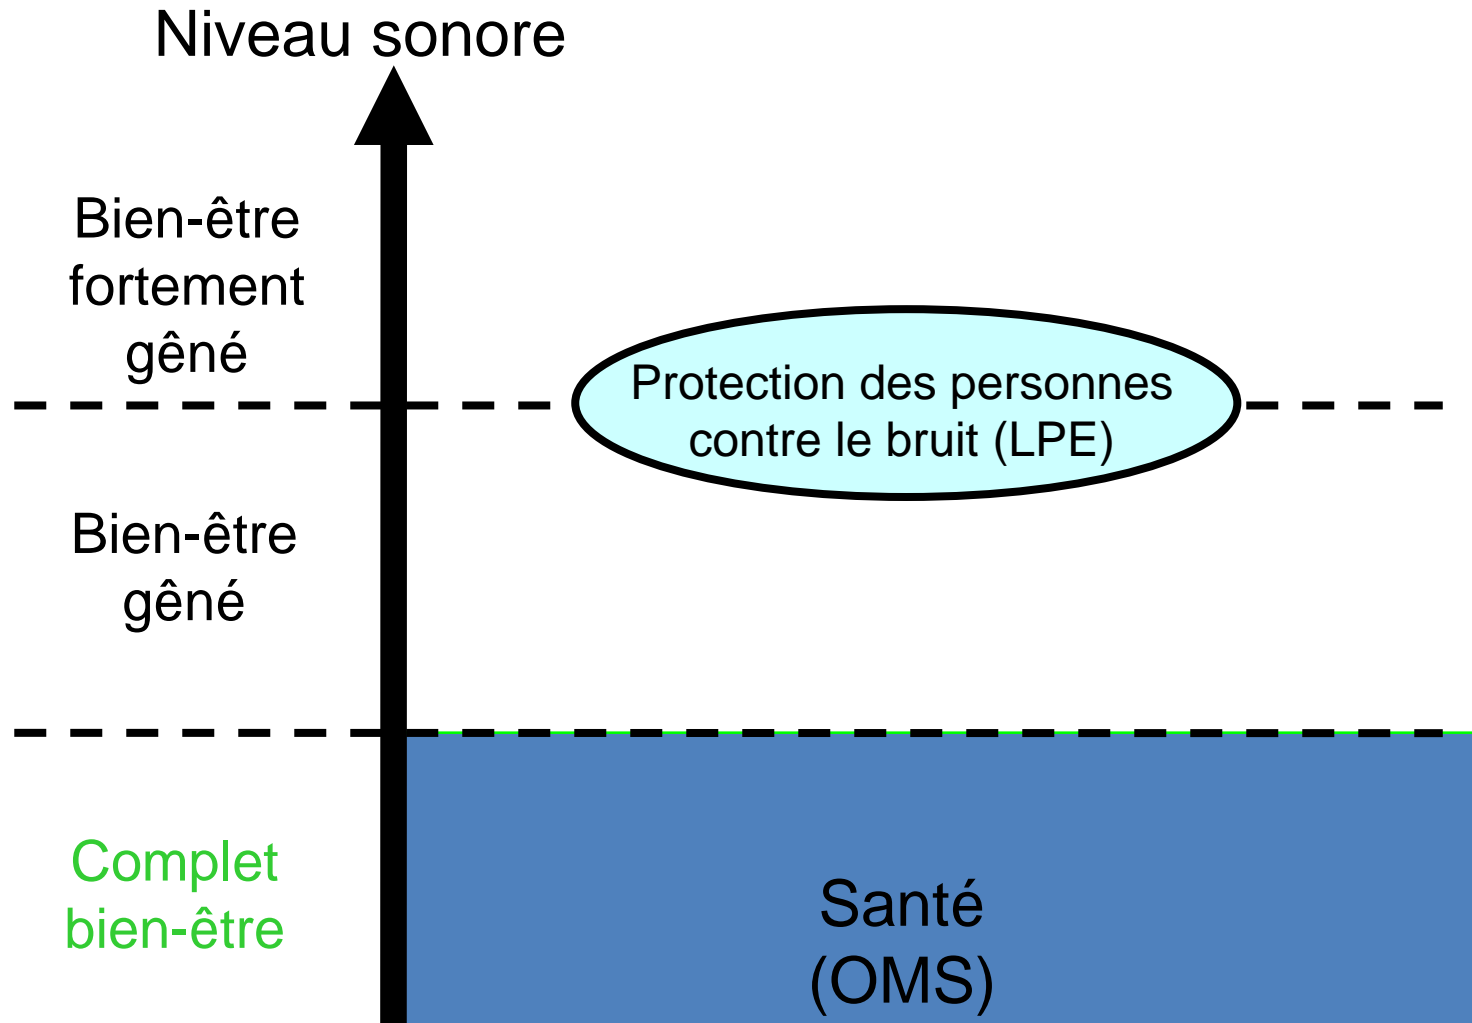 Niveau sonore
Bien-être
fortement
gêné
Protection des personnes
contre le bruit (LPE)
Bien-être
gêné
Complet
bien-être
Santé
(OMS)